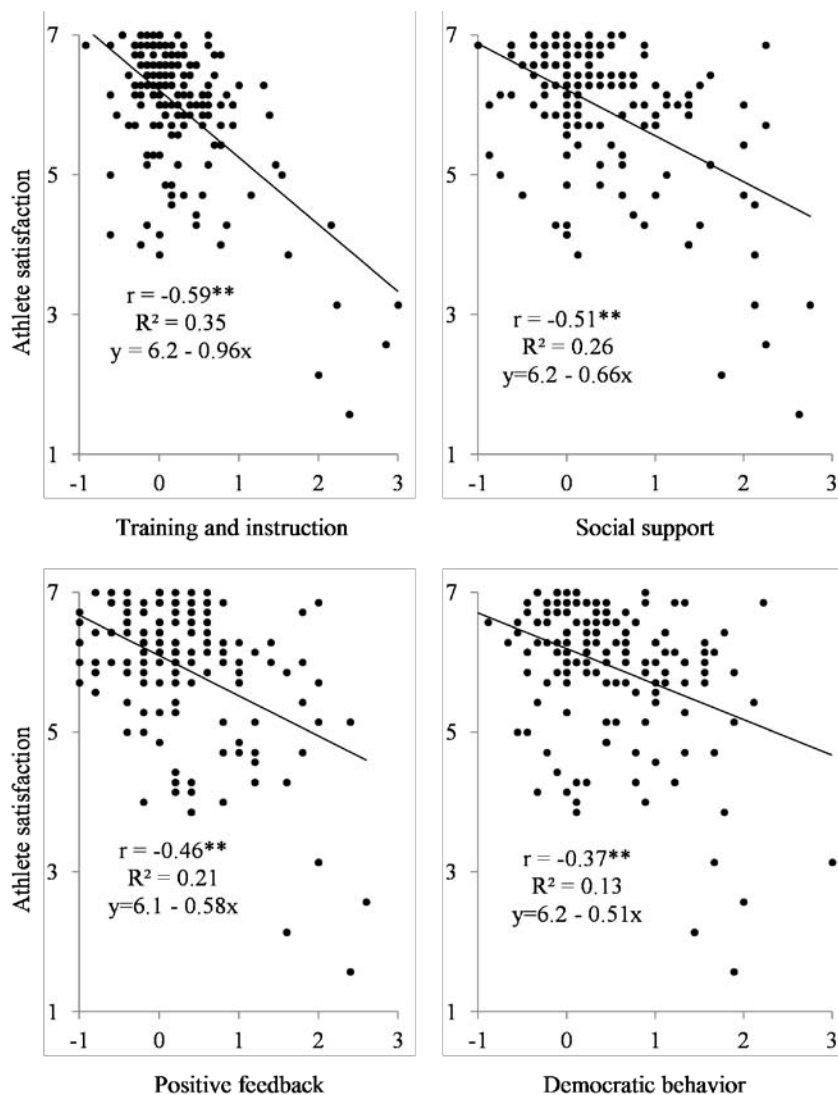 7
5
3
1
Athlete satisfaction
r = -0.59**
R² = 0.35
y = 6.2 - 0.96x
-1 0 1 2 3
Training and instruction
7
5
3
1
r = -0.51**
R² = 0.26
y=6.2 - 0.66x
-1 0 1 2 3
Social support
7
5
3
1
Athlete satisfaction
r = -0.46**
R² = 0.21
y=6.1 - 0.58x
-1 0 1 2 3
Positive feedback
7
5
3
1
r = -0.37**
R² = 0.13
y=6.2 - 0.51x
-1 0 1 2 3
Democratic behavior